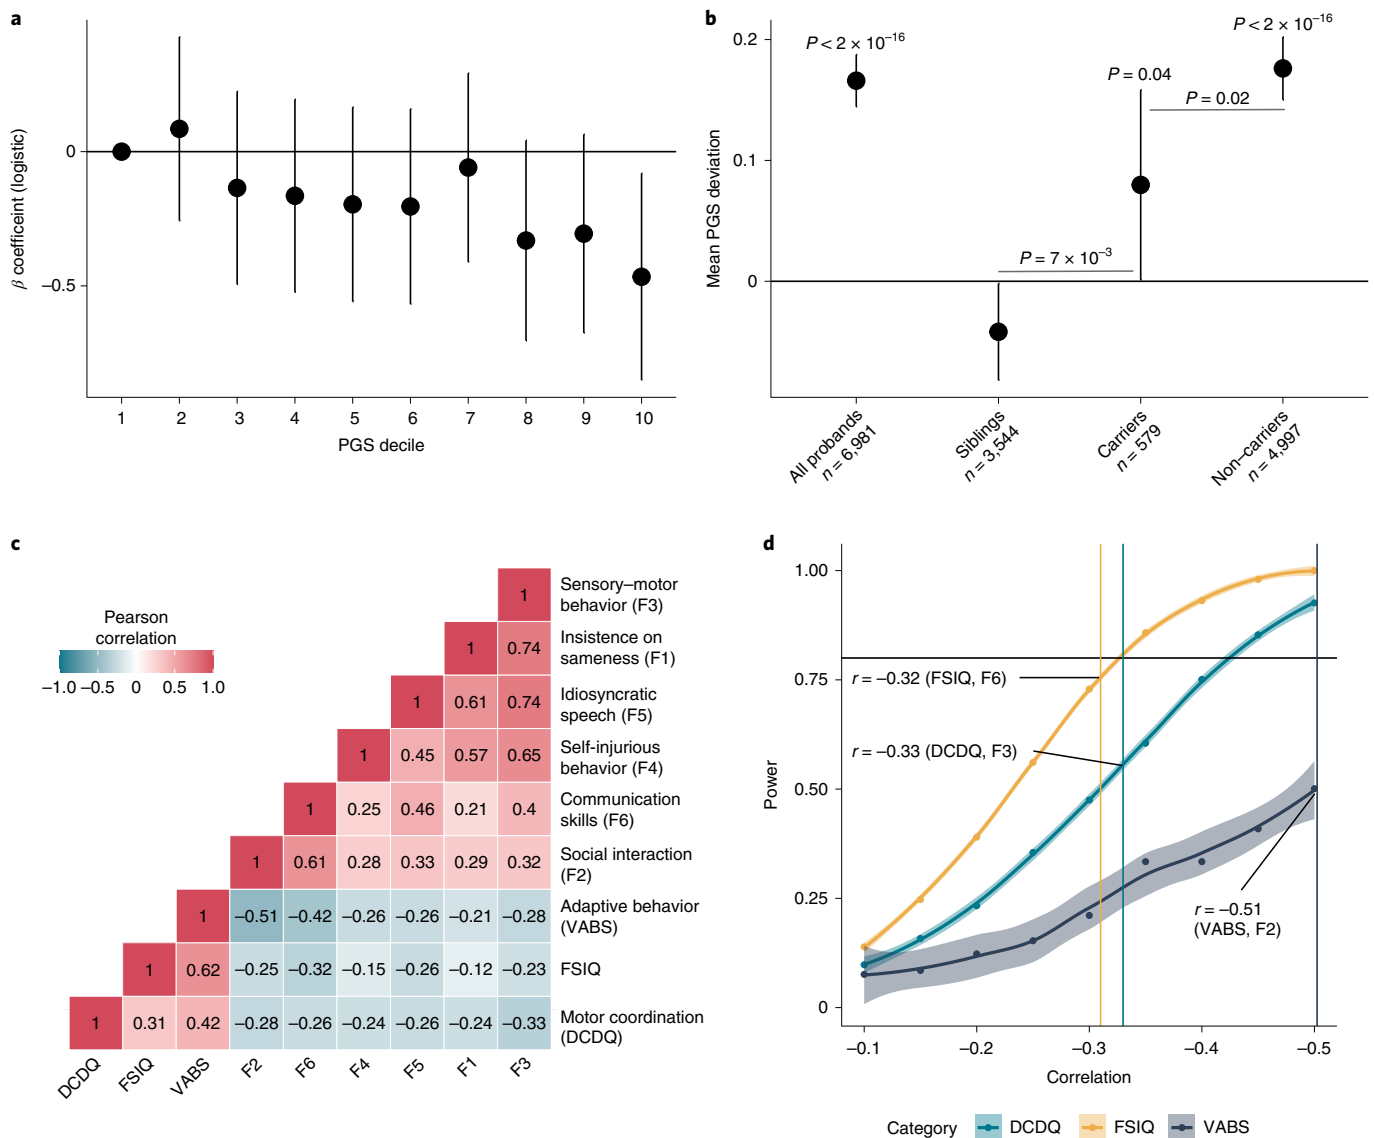 a
β coefficeint (logistic)
0
−0.5
1 2 3 4 5 6 7 8 9 10
PGS decile
b
Mean PGS deviation
0.2
0.1
0
P < 2 × 10−16
P = 0.04
P < 2 × 10−16
P = 0.02
P = 7 × 10−3
All probands
n = 6,981
Siblings
n = 3,544
Carriers
n = 579
Non–carriers
n = 4,997
c
Pearson
correlation
−1.0 −0.5 0 0.5 1.0
1 Sensory–motor
behavior (F3)
1 0.74 Insistence on
sameness (F1)
1 0.61 0.74 Idiosyncratic
speech (F5)
1 0.45 0.57 0.65 Self-injurious
behavior (F4)
1 0.25 0.46 0.21 0.4 Communication
skills (F6)
1 0.61 0.28 0.33 0.29 0.32 Social interaction
(F2)
1 −0.51 −0.42 −0.26 −0.26 −0.21 −0.28 Adaptive behavior
(VABS)
1 0.62 −0.25 −0.32 −0.15 −0.26 −0.12 −0.23 FSIQ
1 0.31 0.42 −0.28 −0.26 −0.24 −0.26 −0.24 −0.33 Motor coordination
(DCDQ)
DCDQ FSIQ VABS F2 F6 F4 F5 F1 F3
d
Power
1.00
0.75
0.50
0.25
0
r = −0.32 (FSIQ, F6)
r = −0.33 (DCDQ, F3)
r = −0.51
(VABS, F2)
−0.1 −0.2 −0.3 −0.4 −0.5
Correlation
Category DCDQ FSIQ VABS